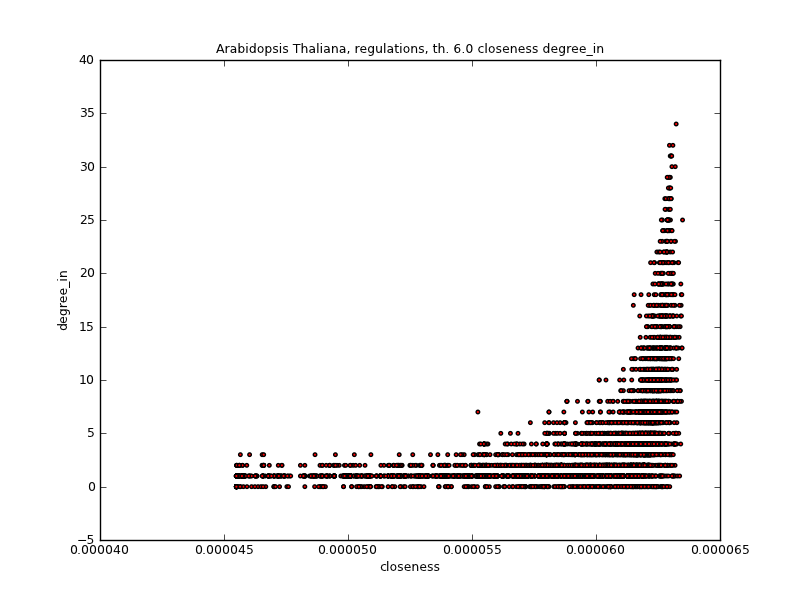 Arabidopsis Thaliana, regulations, th. 6.0 closeness degree_in
40
35
30
25
20
15
10
5
0
−5
degree_in
0.000040 0.000045 0.000050 0.000055 0.000060 0.000065
closeness